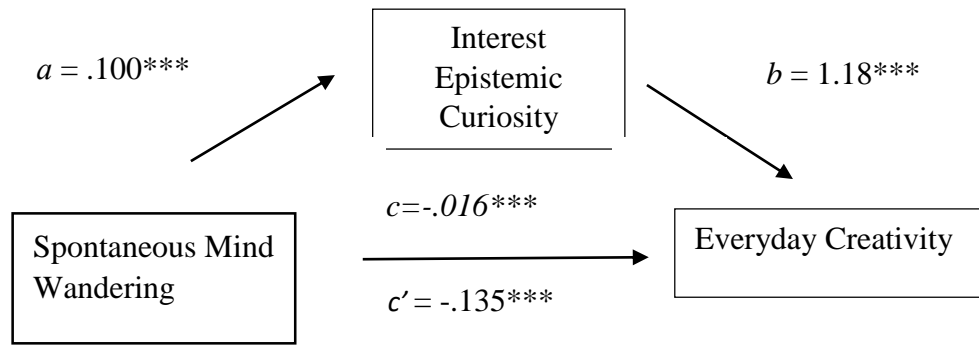 Interest
Epistemic
Curiosity
a = .100***
b = 1.18***
c=-.016***
Spontaneous Mind
Wandering
Everyday Creativity
c′ = -.135***